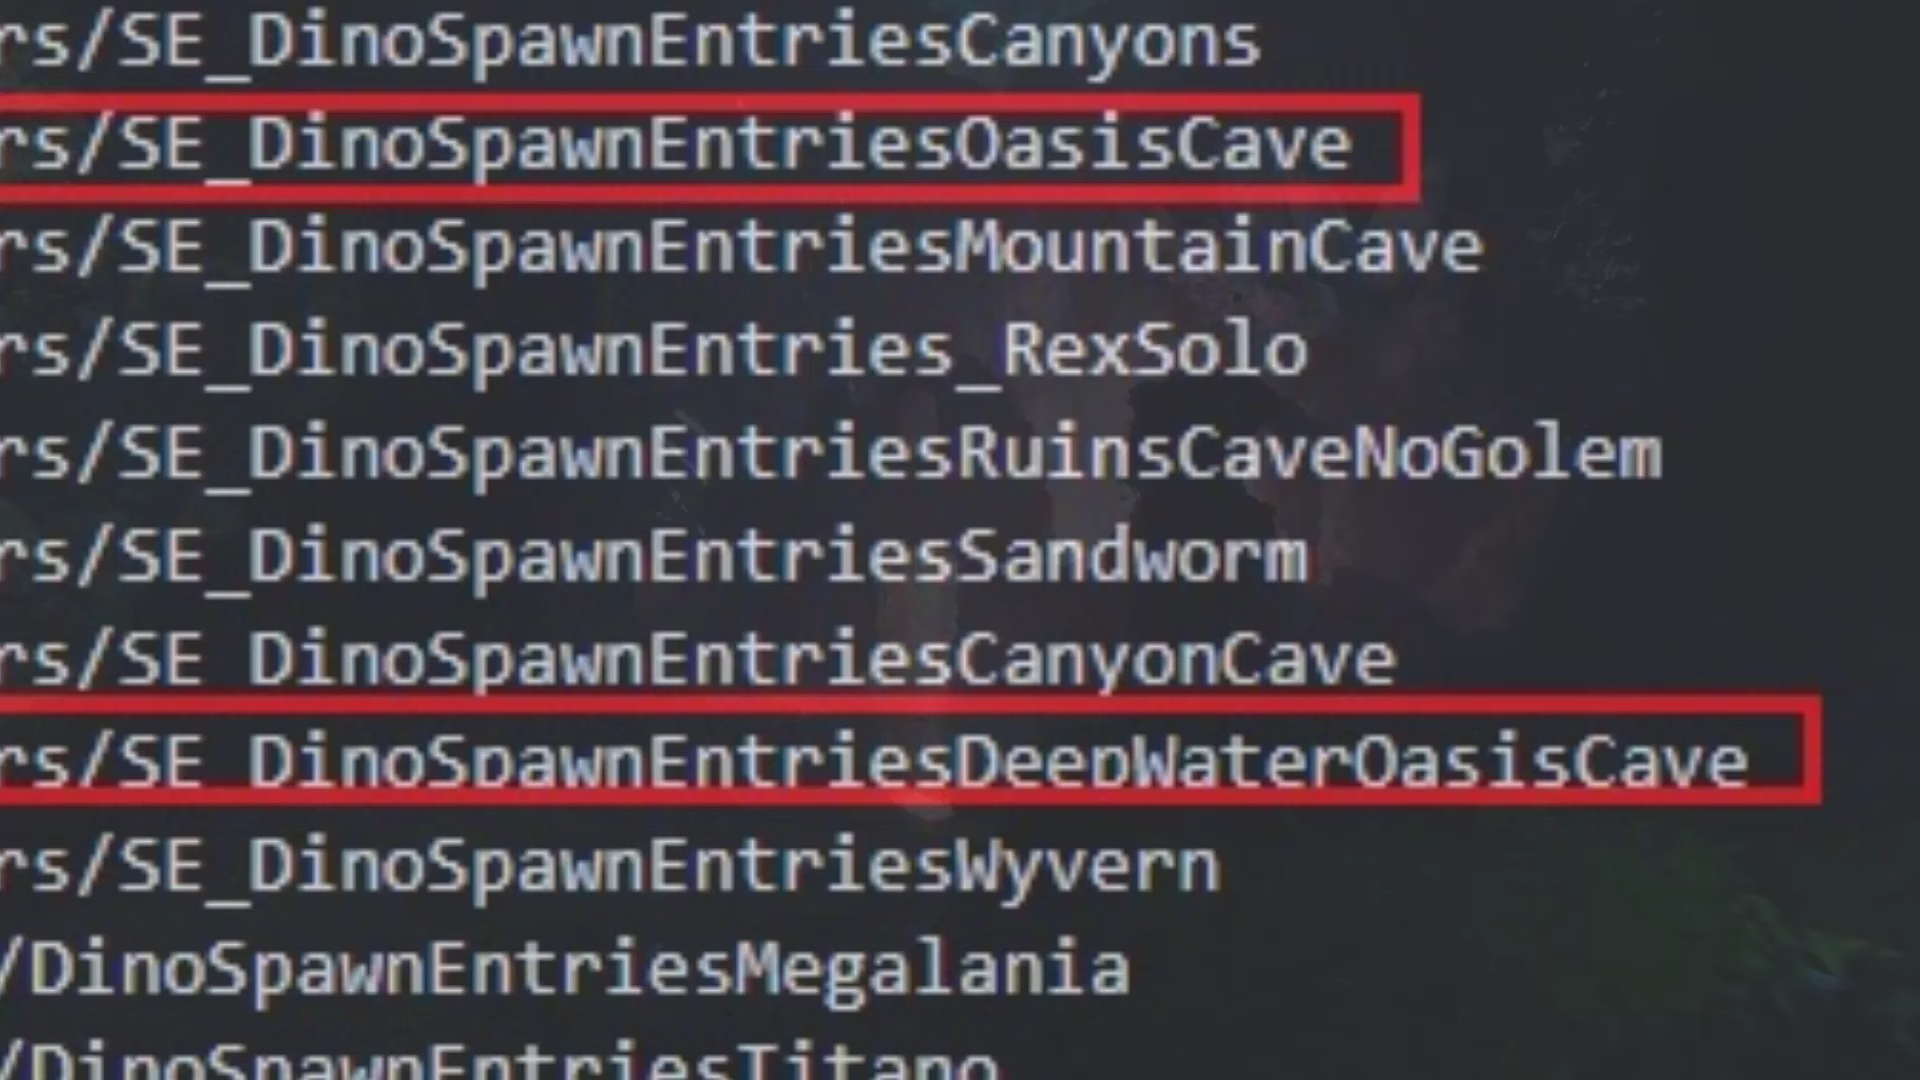 rs/SE_DinoSpawnEntriesCanyons
rs/SE_DinoSpawnEntriesOasisCave
rs/SE_DinoSpawnEntriesMountainCave
rs/SE_DinoSpawnEntries_RexSolo
rs/SE_DinoSpawnEntriesRuinsCaveNoGolem
rs/SE_DinoSpawnEntriesSandworm
rs/SE_DinoSpawnEntriesCanyonCave
rs/SE_DinoSpawnEntriesDeepWaterOasisCave
rs/SE_DinoSpawnEntriesWyvern
/DinoSpawnEntriesMegalania
/DinoSpawnEntriesTitano